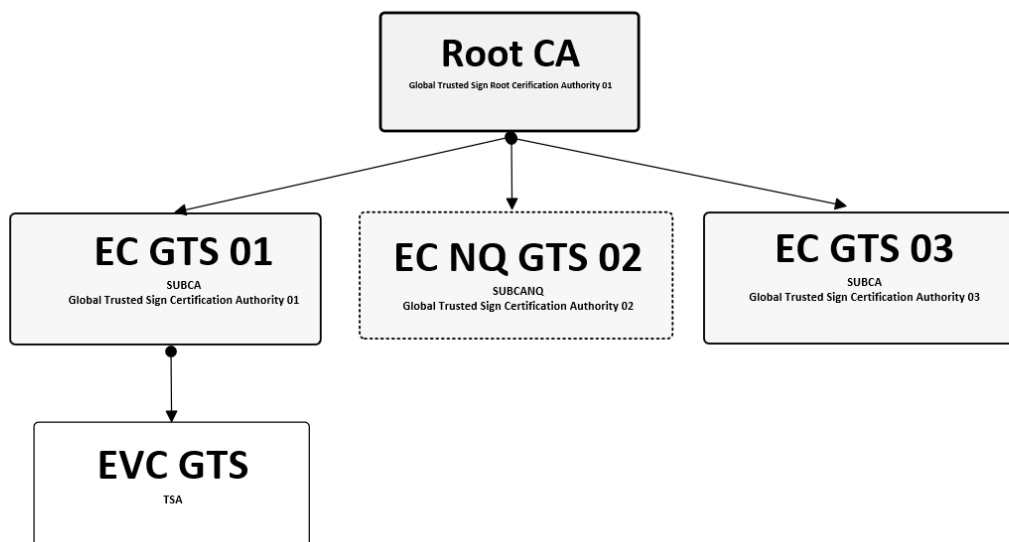 Root CA
Global Trusted Sign Root Cerification Authority 01
EC GTS 01
SUBCA
Global Trusted Sign Certification Authority 01
EC NQ GTS 02
SUBCANQ
Global Trusted Sign Certification Authority 02
EC GTS 03
SUBCA
Global Trusted Sign Certification Authority 03
EVC GTS
TSA